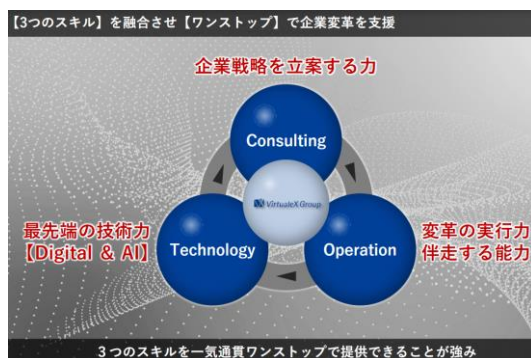 【3つのスキル】を融合させ【ワンストップ】で企業変革を支援
企業戦略を立案する力
Consulting
VirtualeX Group
最先端の技術力
【Digital & AI】
Technology
Operation
変革の実行力
伴走する能力
３つのスキルを一気通貫ワンストップで提供できることが強み